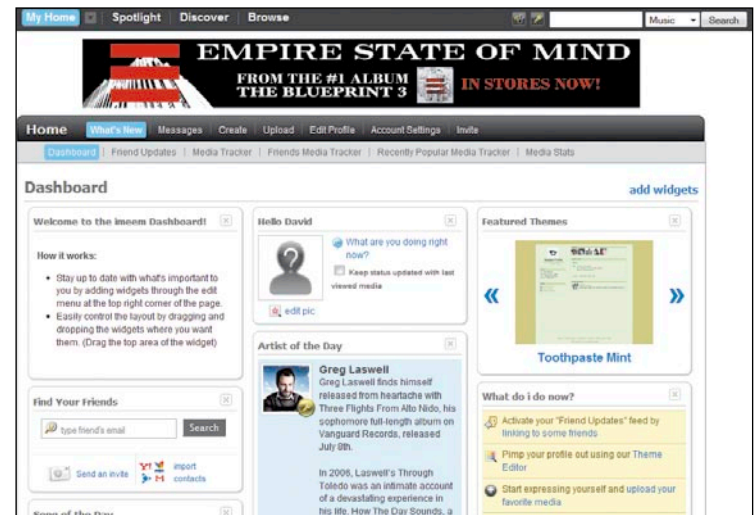 My Home Spotlight Discover Browse Music Search
EMPIRE STATE OF MIND
FROM THE #1 ALBUM
THE BLUEPRINT 3
IN STORES NOW!
Home What's New Messages Create Upload Edit Profile Account Settings Invite
Dashboard Friend Updates Media Tracker Friends Media Tracker Recently Popular Media Tracker Media Stats
Dashboard
add widgets
Welcome to the imeem Dashboard!
How it works:
• Stay up to date with what's important to
you by adding widgets through the edit
menu at the top right corner of the page.
• Easily control the layout by dragging and
dropping the widgets where you want
them. (Drag the top area of the widget)
Find Your Friends
type friend's email Search
Send an invite
import
contacts
Song of the Day
Hello David
What are you doing right
now?
Keep status updated with last
viewed media
edit pic
Artist of the Day
Greg Laswell
Greg Laswell finds himself
released from heartache with
Three Flights From Alto Nido, his
sophomore full-length album on
Vanguard Records, released
July 8th.
In 2006, Laswell's Through
Toledo was an intimate account
of a devastating experience in
his life. How The Day Sounds, a
Featured Themes
« »
Toothpaste Mint
What do i do now?
Activate your "Friend Updates" feed by
linking to some friends
Pimp your profile out using our Theme
Editor
Start expressing yourself and upload your
favorite media